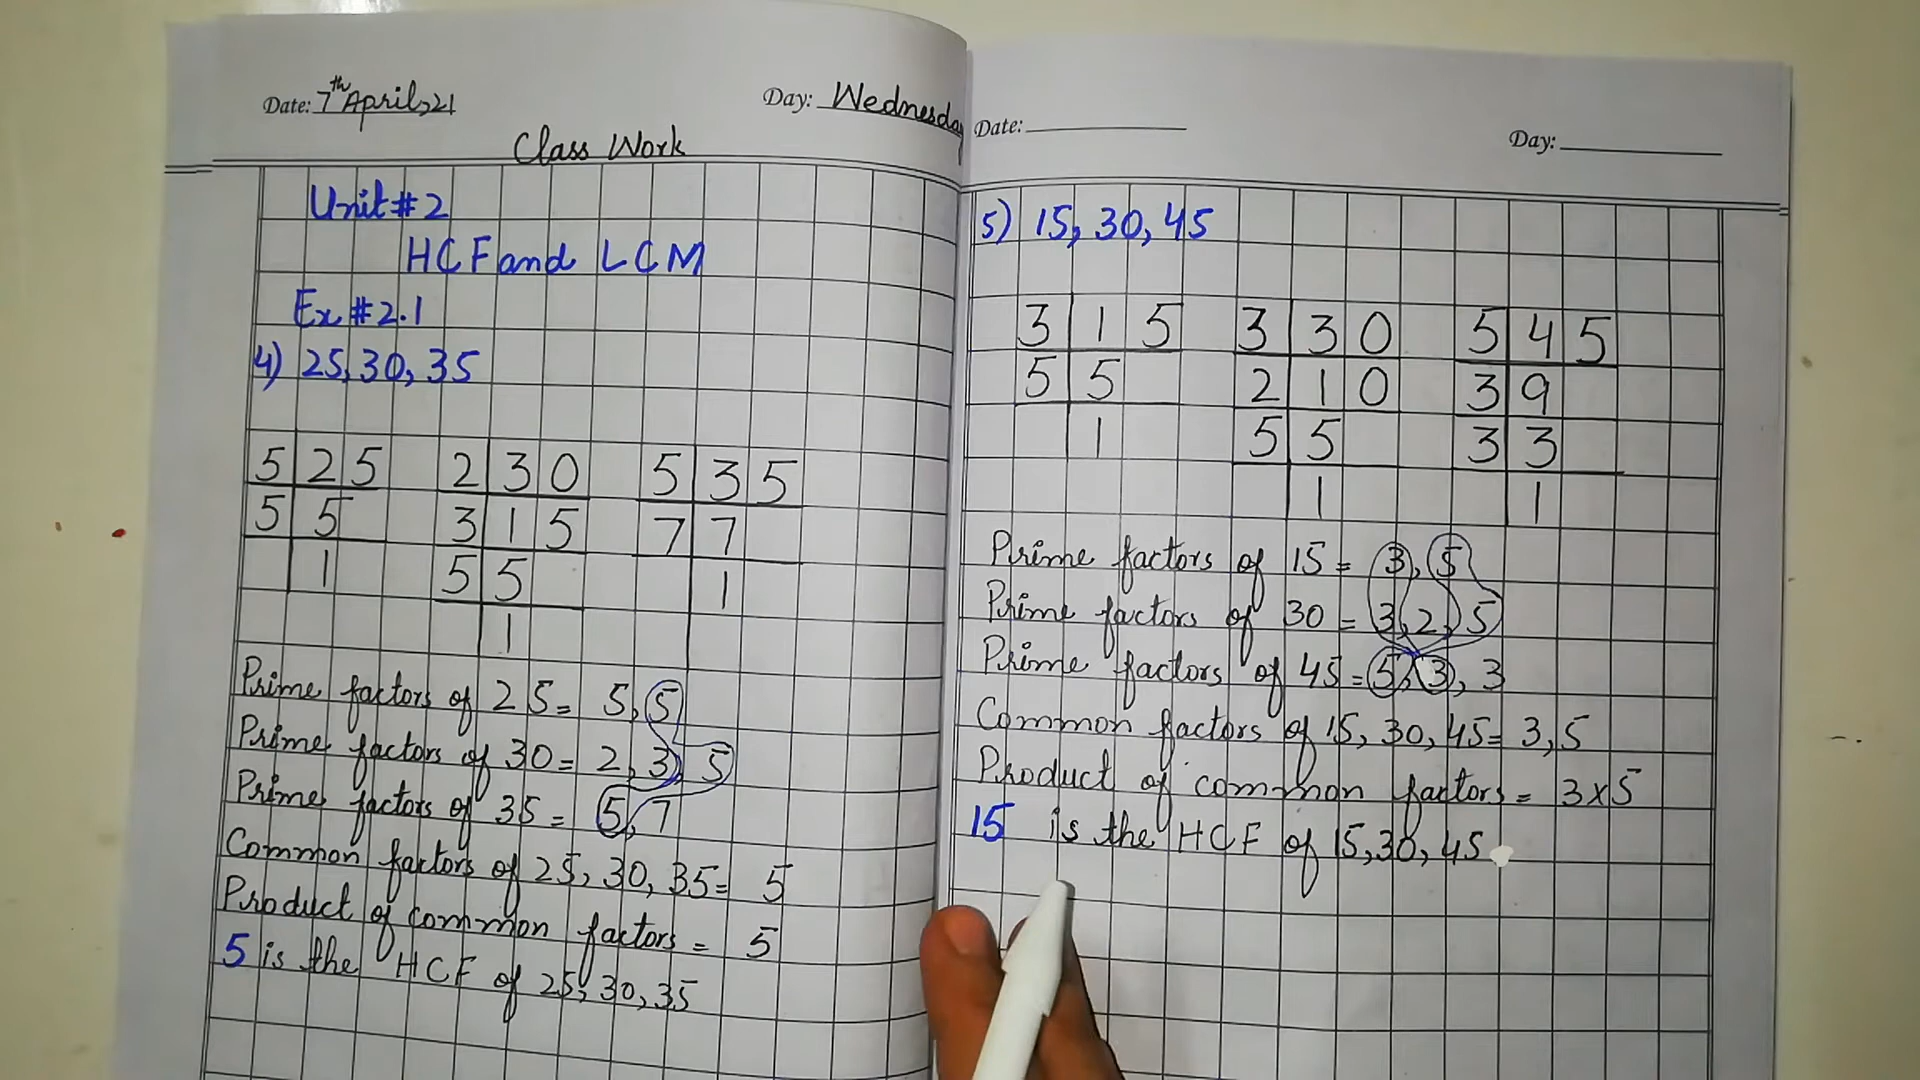 Date: 7th April, 21 Day: Wednesday
Class Work
Unit # 2
HCF and LCM
Ex # 2.1
4) 25, 30, 35
5 25 2 30 5 35
5 5 3 15 7 7
1 5 5 1
1
Prime factors of 25 = 5, 5
Prime factors of 30 = 2, 3, 5
Prime factors of 35 = 5, 7
Common factors of 25, 30, 35 = 5
Product of common factors = 5
5 is the HCF of 25, 30, 35
Date: Day:
5) 15, 30, 45
3 15 3 30 5 45
5 5 2 10 3 9
1 5 5 3 3
1 1
Prime factors of 15 = 3, 5
Prime factors of 30 = 3, 2, 5
Prime factors of 45 = 5, 3, 3
Common factors of 15, 30, 45 = 3, 5
Product of common factors = 3 x 5
15 is the HCF of 15, 30, 45